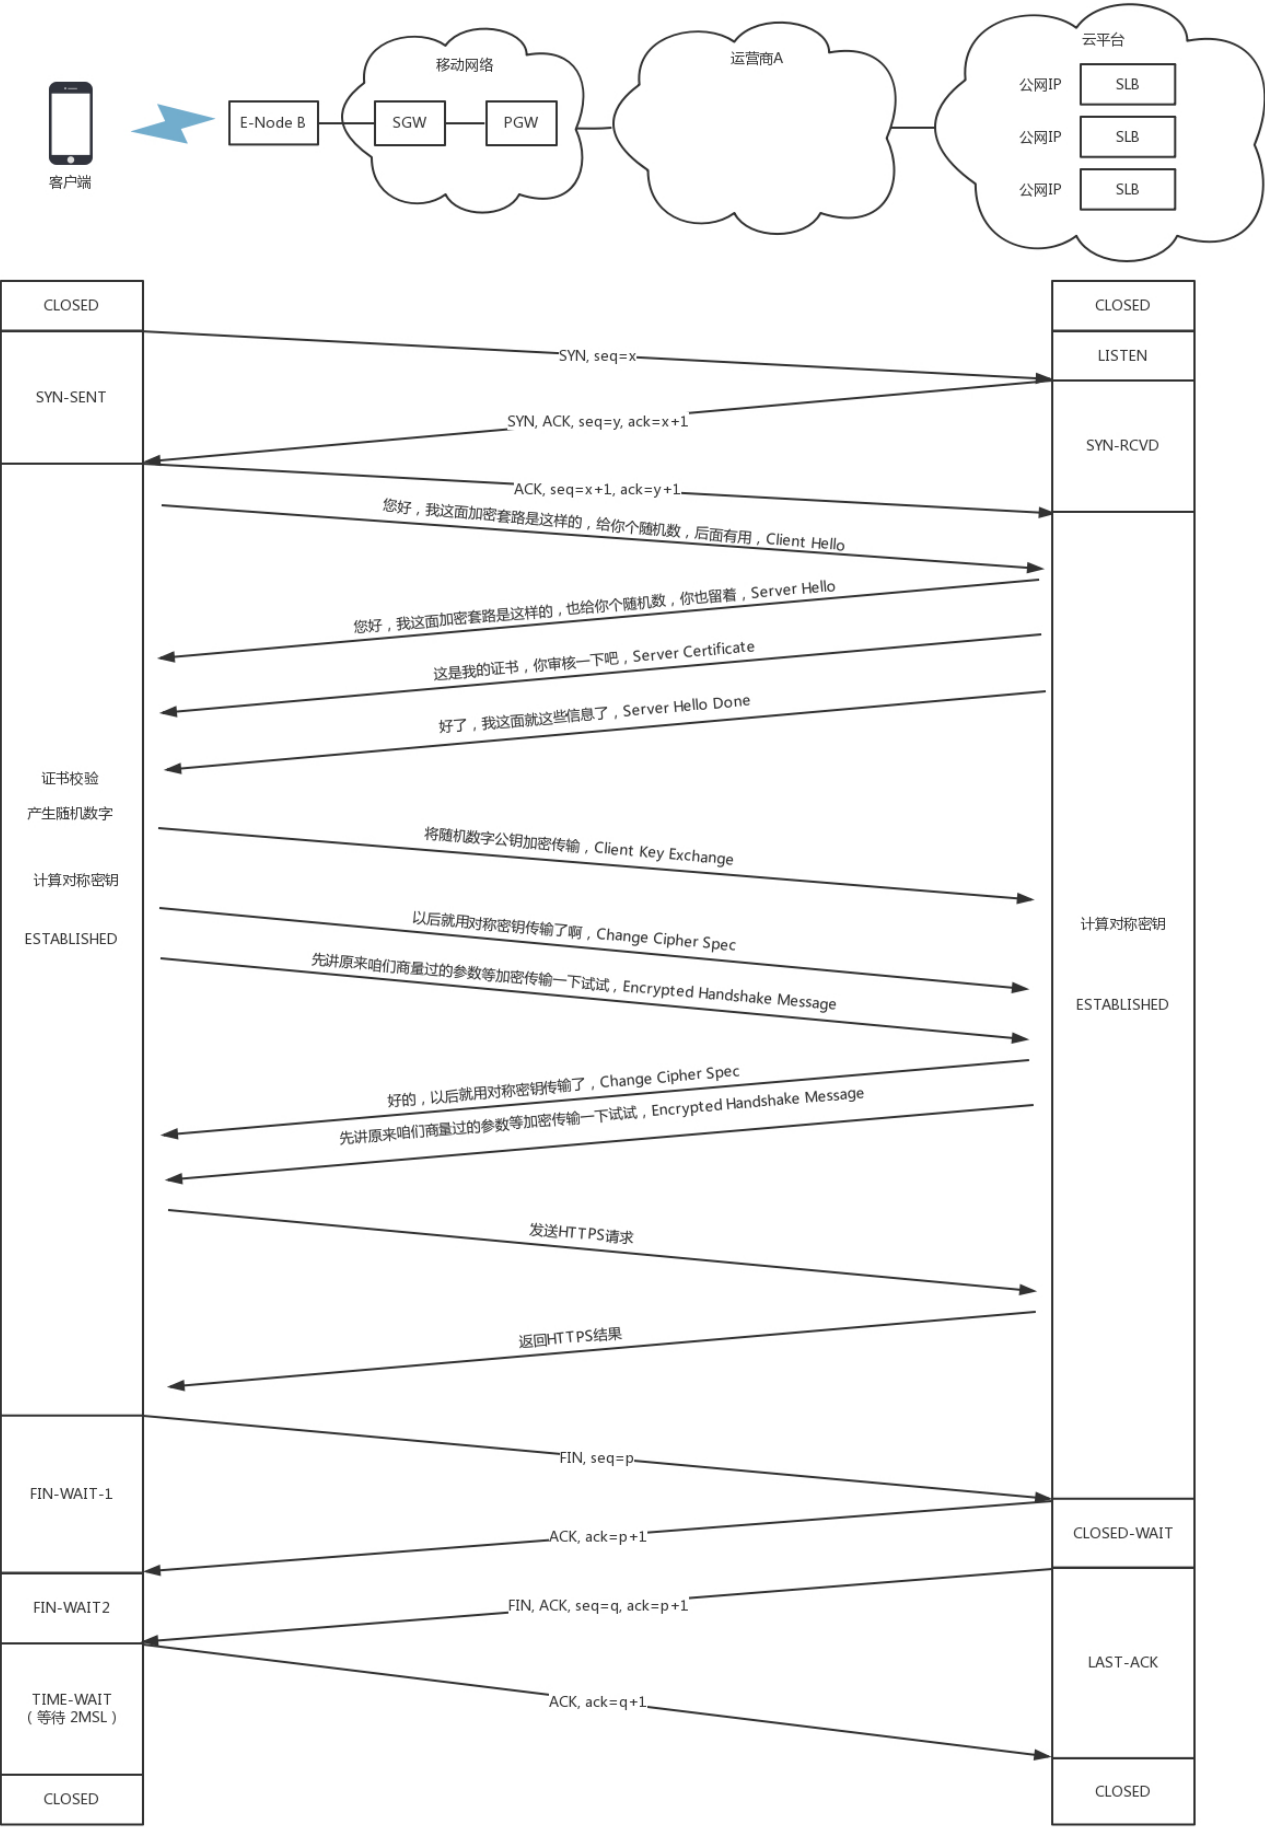 云平台
运营商A
移动网络
公网IP
SLB
E-Node B
SGW
PGW
公网IP
SLB
客户端
公网IP
SLB
CLOSED
CLOSED
SYN, seq=x
LISTEN
SYN-SENT
SYN, ACK, seq=y, ack=x+1
SYN-RCVD
ACK, seq=x+1, ack=y+1
您好，我这面加密套路是这样的，给你个随机数，后面有用，Client Hello
您好，我这面加密套路是这样的，也给你个随机数，你也留着，Server Hello
这是我的证书，你审核一下吧，Server Certificate
好了，我这面就这些信息了，Server Hello Done
证书校验
产生随机数字
将随机数字公钥加密传输，Client Key Exchange
计算对称密钥
以后就用对称密钥传输了啊，Change Cipher Spec
计算对称密钥
ESTABLISHED
先讲原来咱们商量过的参数等加密传输一下试试，Encrypted Handshake Message
ESTABLISHED
好的，以后就用对称密钥传输了，Change Cipher Spec
先讲原来咱们商量过的参数等加密传输一下试试，Encrypted Handshake Message
发送HTTPS请求
返回HTTPS结果
FIN, seq=p
FIN-WAIT-1
ACK, ack=p+1
CLOSED-WAIT
FIN-WAIT2
FIN, ACK, seq=q, ack=p+1
LAST-ACK
TIME-WAIT
（等待 2MSL）
ACK, ack=q+1
CLOSED
CLOSED